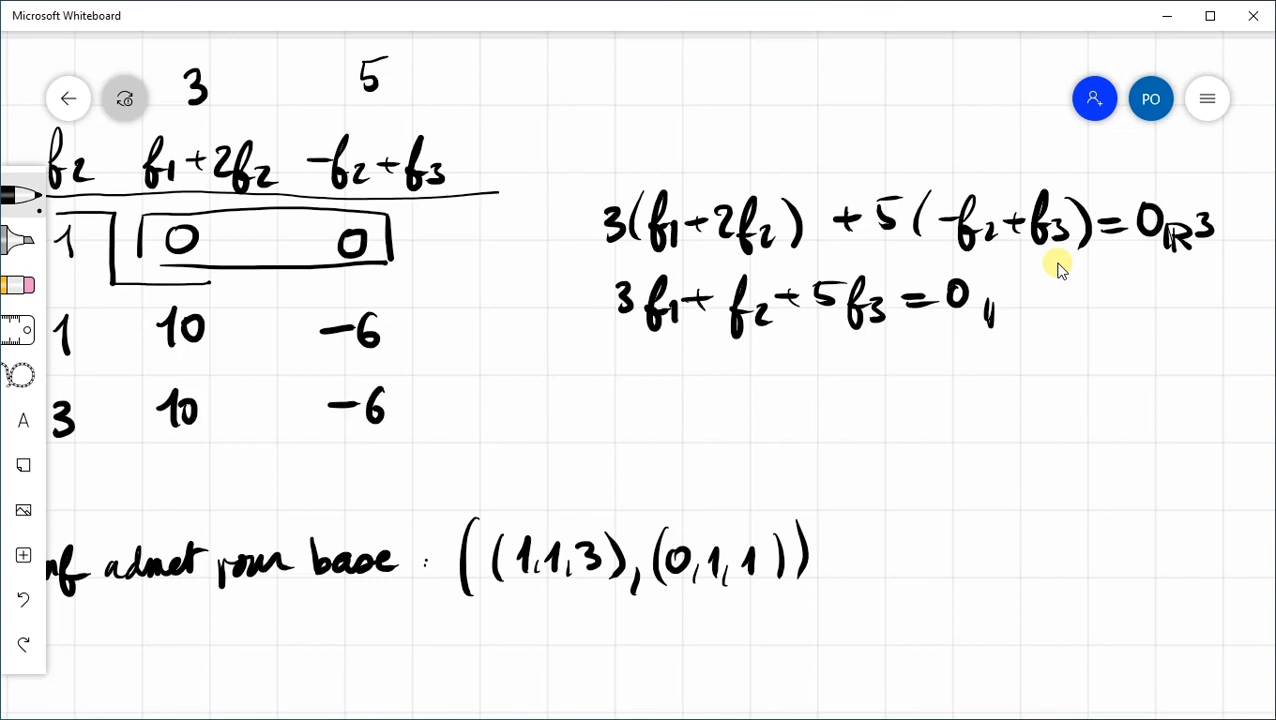 Microsoft Whiteboard
3 5
PO
f2 f1+2f2 -f2+f3
1 0 0
1 10 -6
3 10 -6
3(f1+2f2) +5(-f2+f3)=0ℝ3
3f1+ f2+5f3 =0
A
admet pour base : ((1,1,3),(0,1,1))